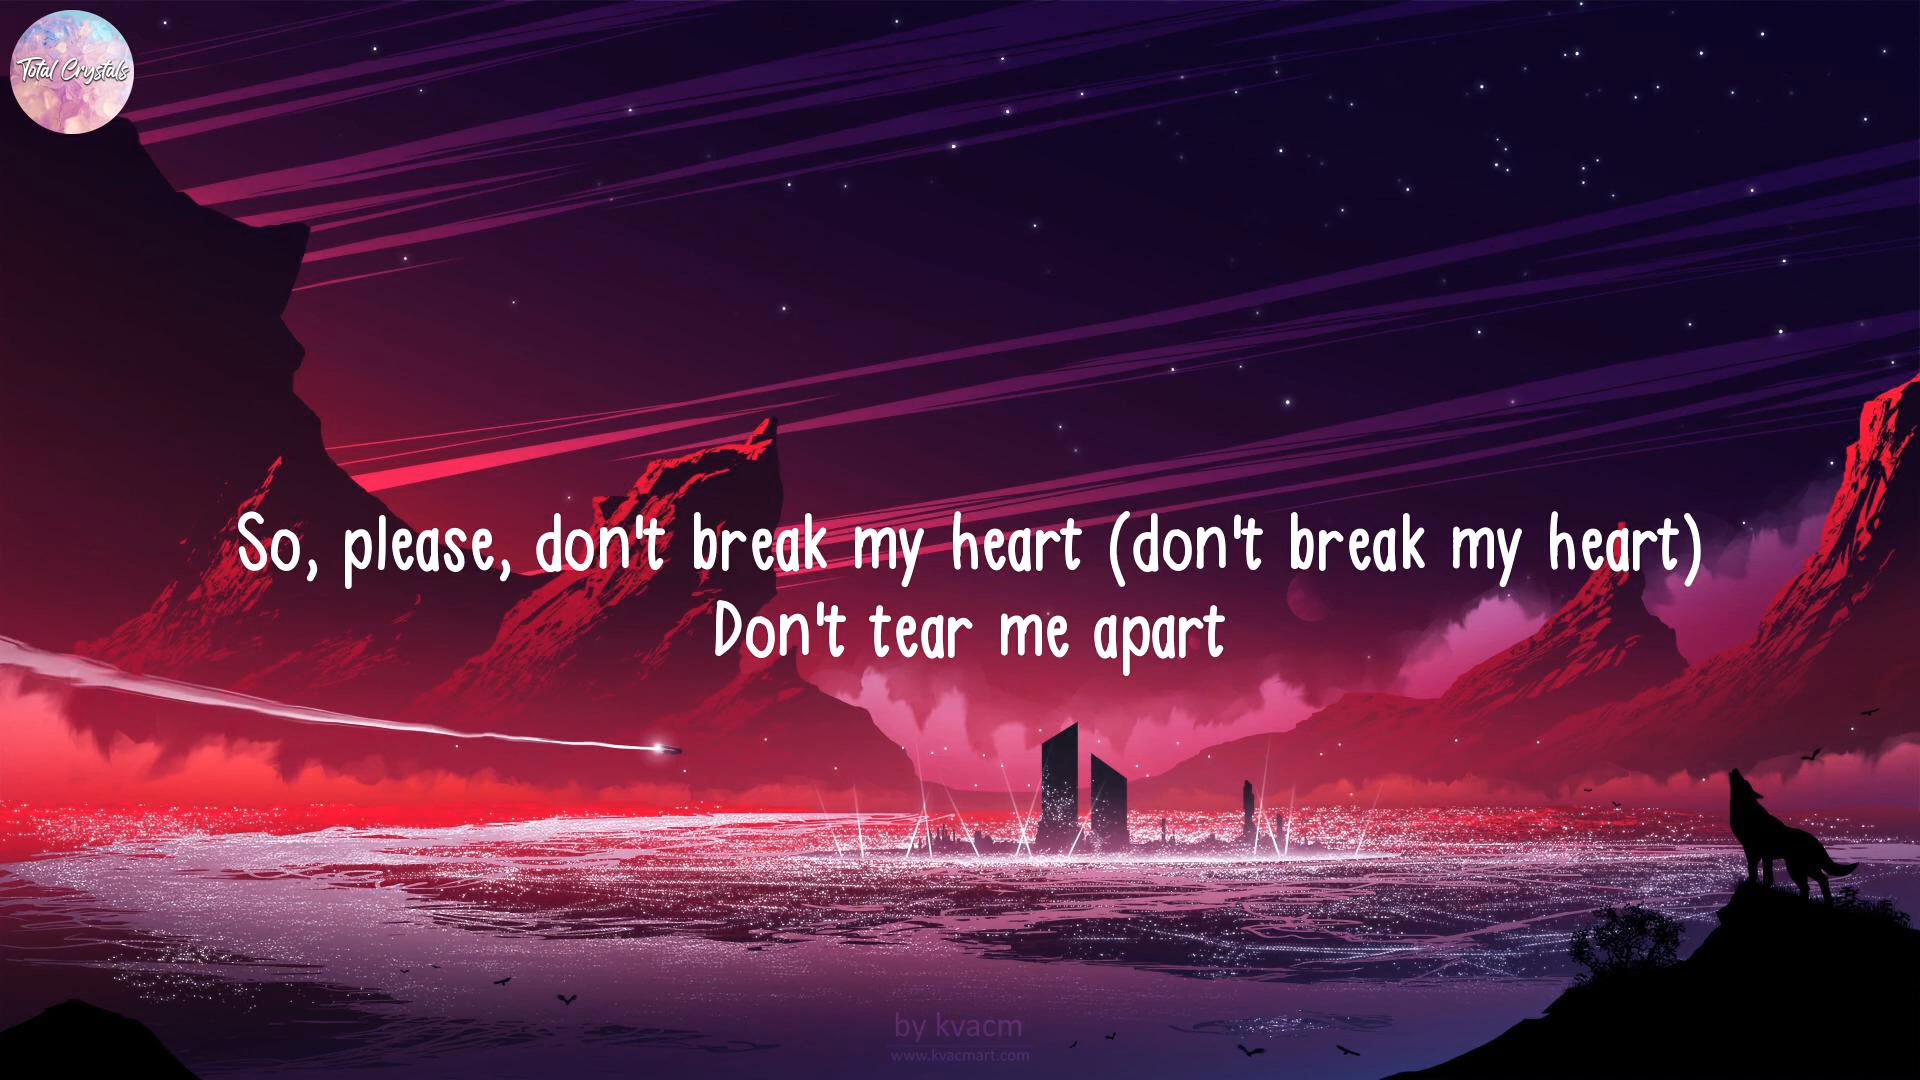 Total Crystals
So, please, don't break my heart (don't break my heart)
Don't tear me apart
by kvacm
www.kvacmart.com